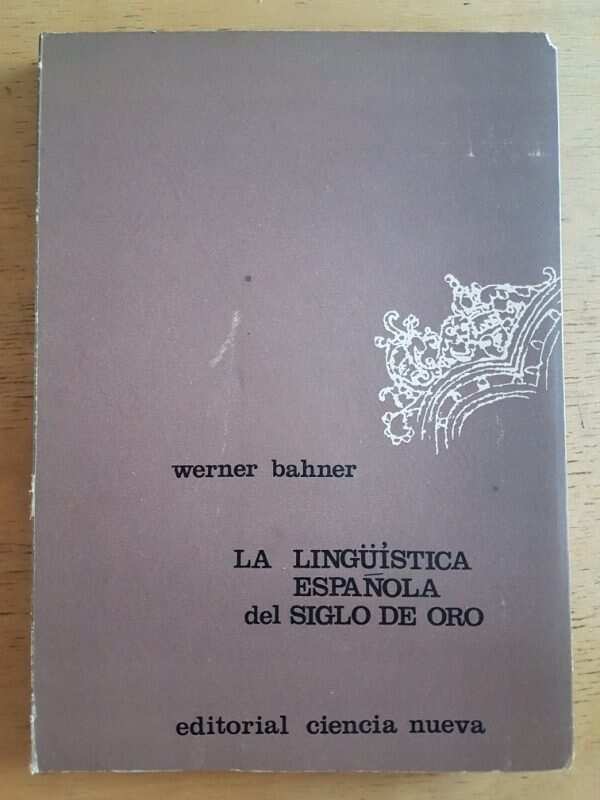 werner bahner
LA LINGÜÍSTICA
ESPAÑOLA
del SIGLO DE ORO
editorial ciencia nueva